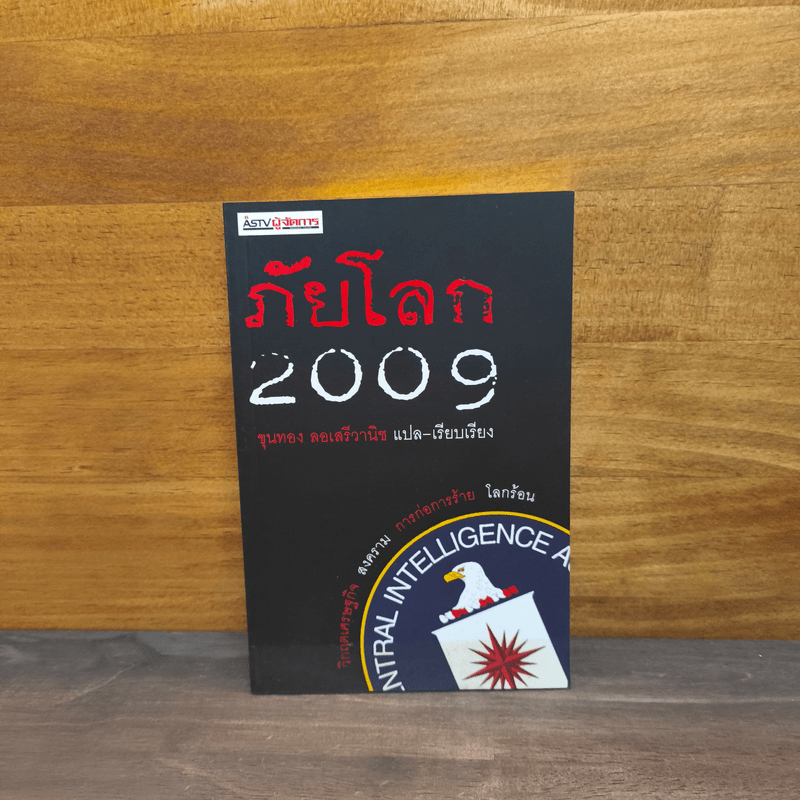 ASTV ผู้จัดการ
ภัยโลก
2009
ขุนทอง ลอเสรีวานิช แปล-เรียบเรียง
วิกฤตเศรษฐกิจ สงคราม การก่อการร้าย โลกร้อน
NTRAL INTELLIGENCE A